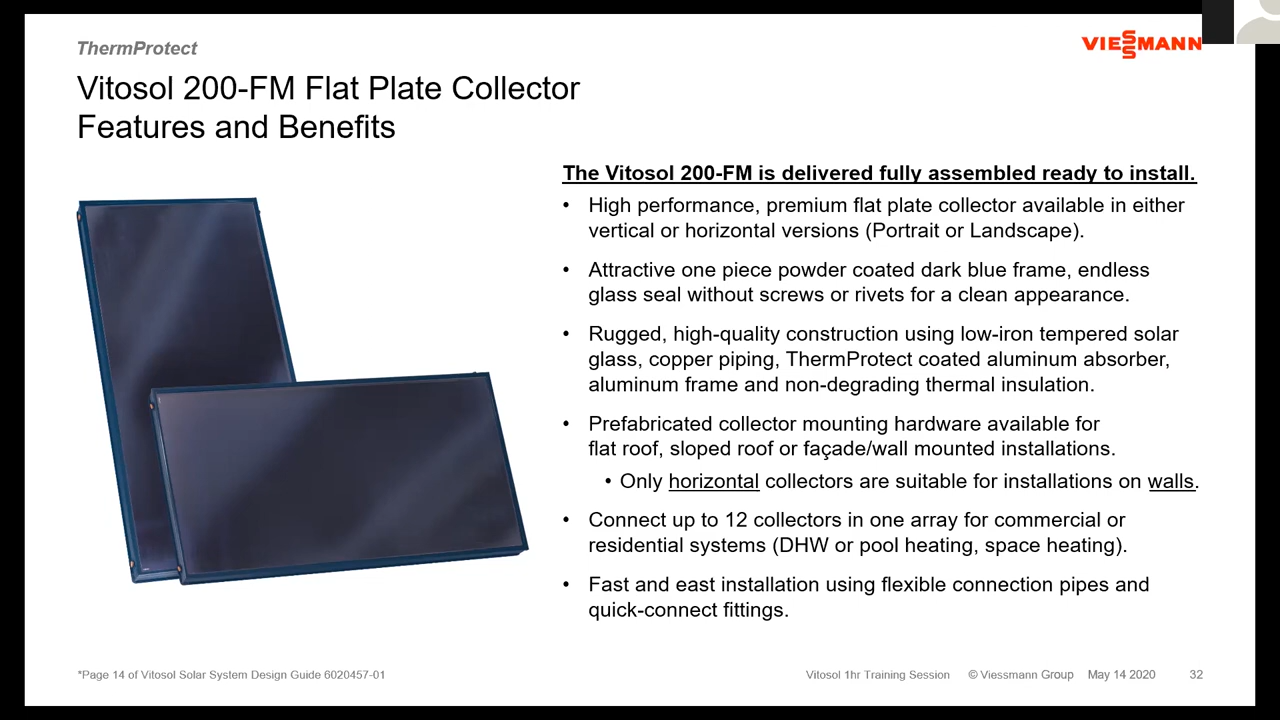 ThermProtect
VIESSMANN
Vitosol 200-FM Flat Plate Collector
Features and Benefits
The Vitosol 200-FM is delivered fully assembled ready to install.
• High performance, premium flat plate collector available in either
vertical or horizontal versions (Portrait or Landscape).
• Attractive one piece powder coated dark blue frame, endless
glass seal without screws or rivets for a clean appearance.
• Rugged, high-quality construction using low-iron tempered solar
glass, copper piping, ThermProtect coated aluminum absorber,
aluminum frame and non-degrading thermal insulation.
• Prefabricated collector mounting hardware available for
flat roof, sloped roof or façade/wall mounted installations.
• Only horizontal collectors are suitable for installations on walls.
• Connect up to 12 collectors in one array for commercial or
residential systems (DHW or pool heating, space heating).
• Fast and east installation using flexible connection pipes and
quick-connect fittings.
*Page 14 of Vitosol Solar System Design Guide 6020457-01
Vitosol 1hr Training Session © Viessmann Group May 14 2020 32